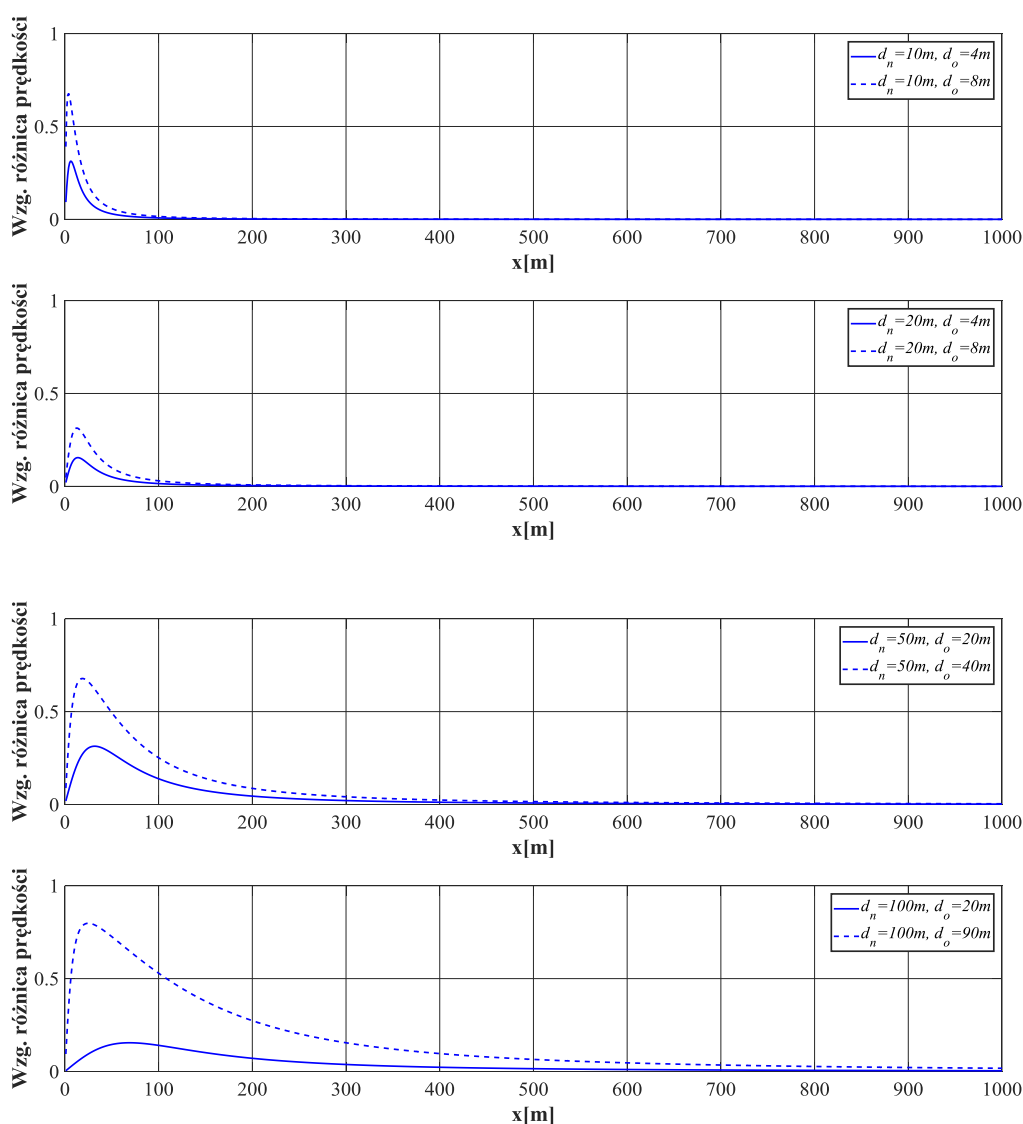 Wzg. różnica prędkości
1
0.5
0
d_n=10m, d_o=4m
d_n=10m, d_o=8m
0 100 200 300 400 500 600 700 800 900 1000
x[m]
Wzg. różnica prędkości
1
0.5
0
d_n=20m, d_o=4m
d_n=20m, d_o=8m
0 100 200 300 400 500 600 700 800 900 1000
x[m]
Wzg. różnica prędkości
1
0.5
0
d_n=50m, d_o=20m
d_n=50m, d_o=40m
0 100 200 300 400 500 600 700 800 900 1000
x[m]
Wzg. różnica prędkości
1
0.5
0
d_n=100m, d_o=20m
d_n=100m, d_o=90m
0 100 200 300 400 500 600 700 800 900 1000
x[m]